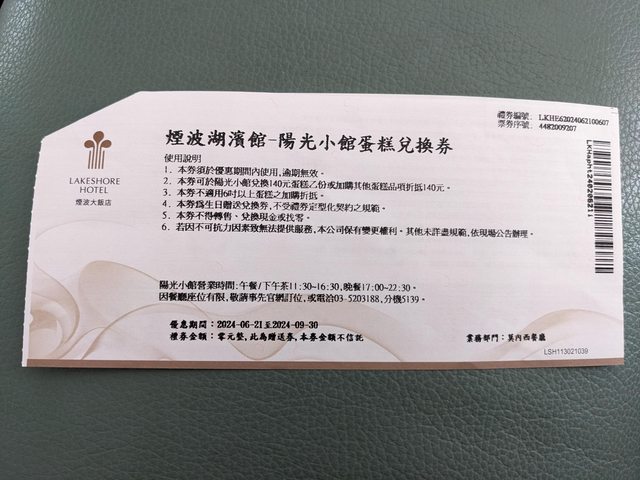 禮券編號: LKHE62024062100607
票券序號: 4482009207
煙波湖濱館-陽光小館蛋糕兌換券
LAKESHORE
HOTEL
煙波大飯店
使用說明
1. 本券須於優惠期間內使用,逾期無效。
2. 本券可於陽光小館兌換140元蛋糕乙份或加購其他蛋糕品項折抵140元。
3. 本券不適用6吋以上蛋糕之加購折抵。
4. 本券為生日贈送兌換券,不受禮券定型化契約之規範。
5. 本券不得轉售、兌換現金或找零。
6. 若因不可抗力因素致無法提供服務,本公司保有變更權利。其他未詳盡規範,依現場公告辦理。
陽光小館營業時間:午餐/下午茶11:30~16:30,晚餐17:00~22:30。
因餐廳座位有限,敬請事先官網訂位,或電洽03-5203188,分機5139。
優惠期間:2024-06-21至2024-09-30
禮券金額:零元整,此為贈送券,本券金額不信託
業務部門:莫內西餐廳
LSH113021039